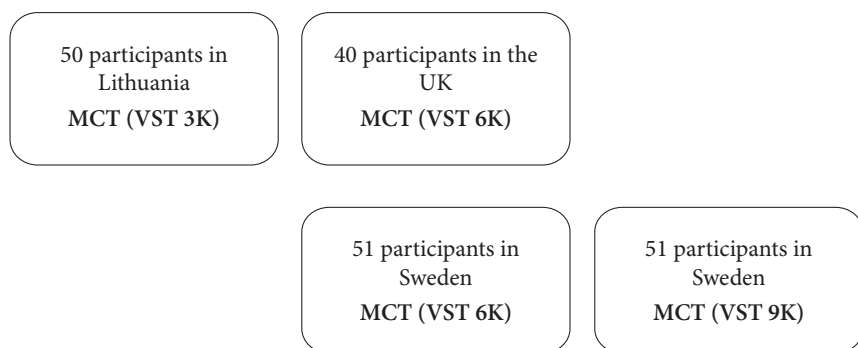 50 participants in
Lithuania
MCT (VST 3K)
40 participants in the
UK
MCT (VST 6K)
51 participants in
Sweden
MCT (VST 6K)
51 participants in
Sweden
MCT (VST 9K)